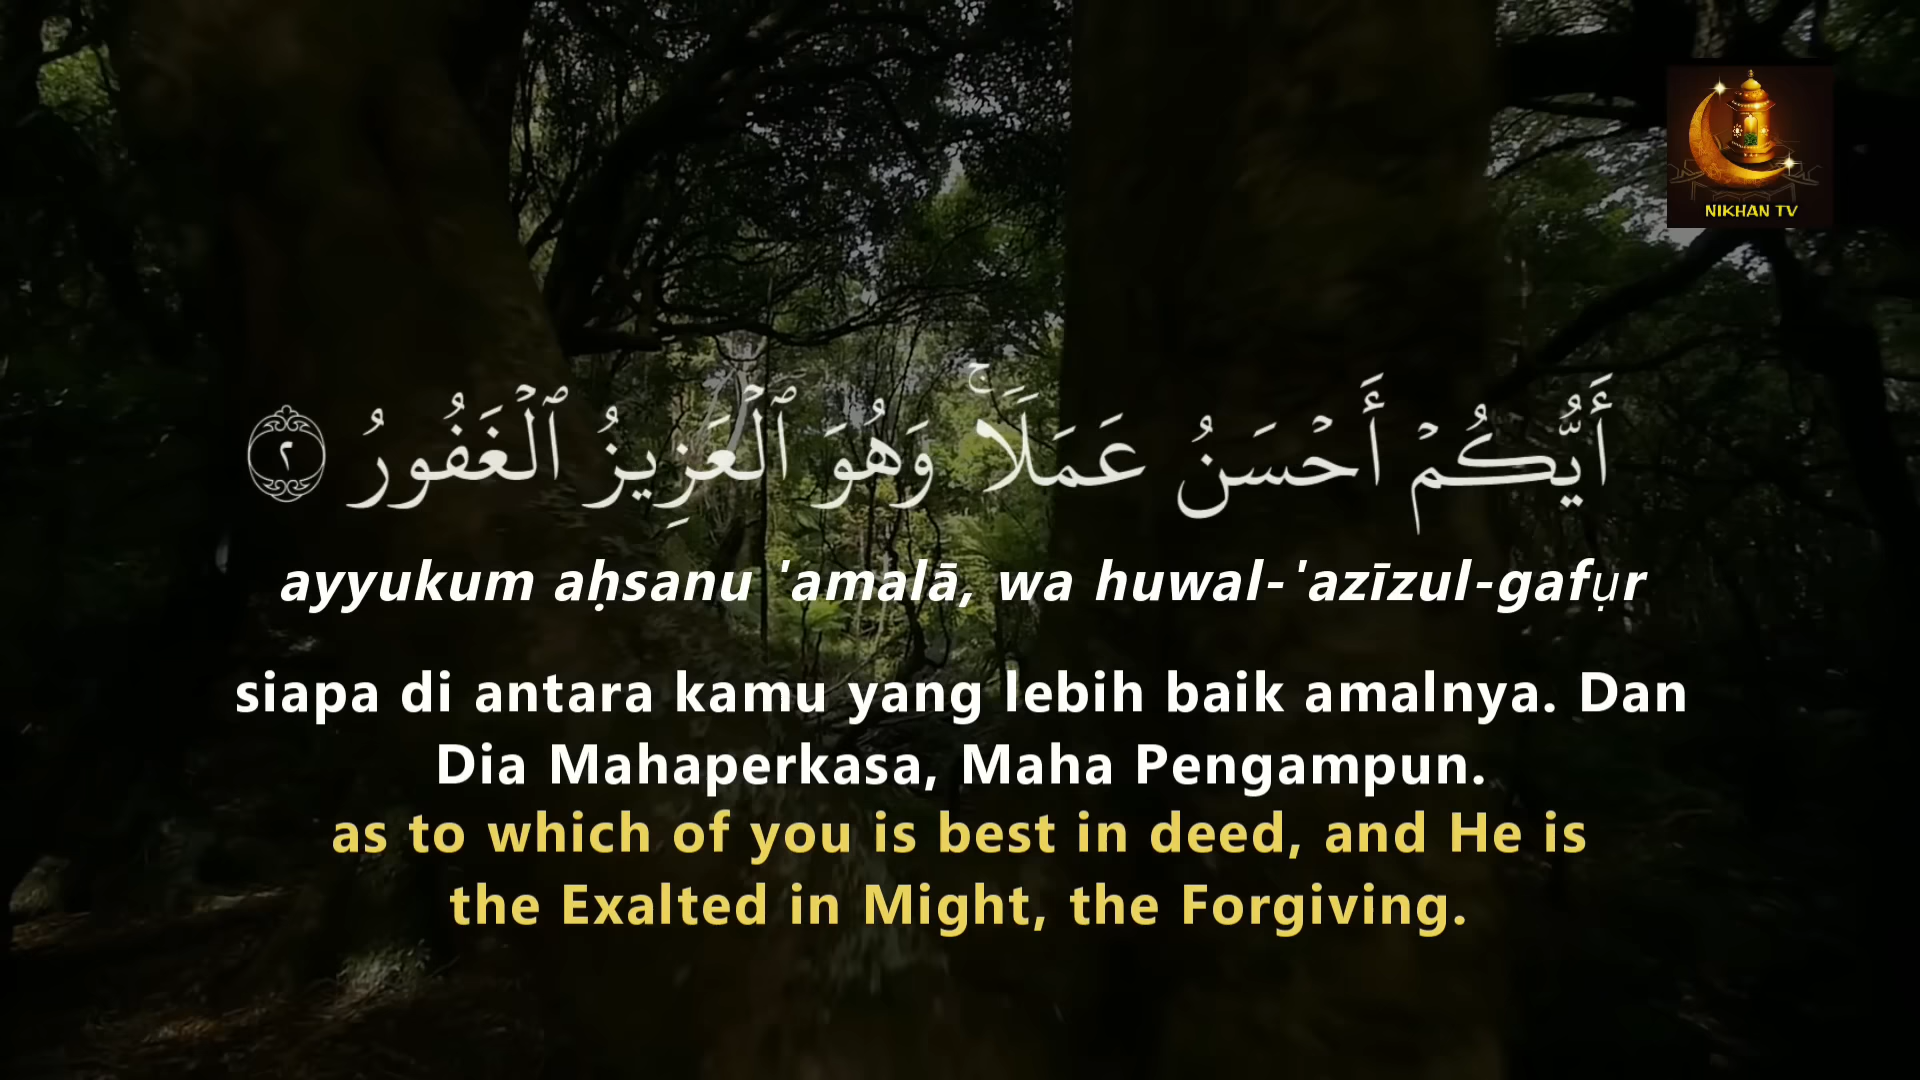 NIKHAN TV
أَيُّكُمۡ أَحۡسَنُ عَمَلٗاۚ وَهُوَ ٱلۡعَزِيزُ ٱلۡغَفُورُ ٢
ayyukum aḥsanu 'amalā, wa huwal-'azīzul-gafụr
siapa di antara kamu yang lebih baik amalnya. Dan
Dia Mahaperkasa, Maha Pengampun.
as to which of you is best in deed, and He is
the Exalted in Might, the Forgiving.